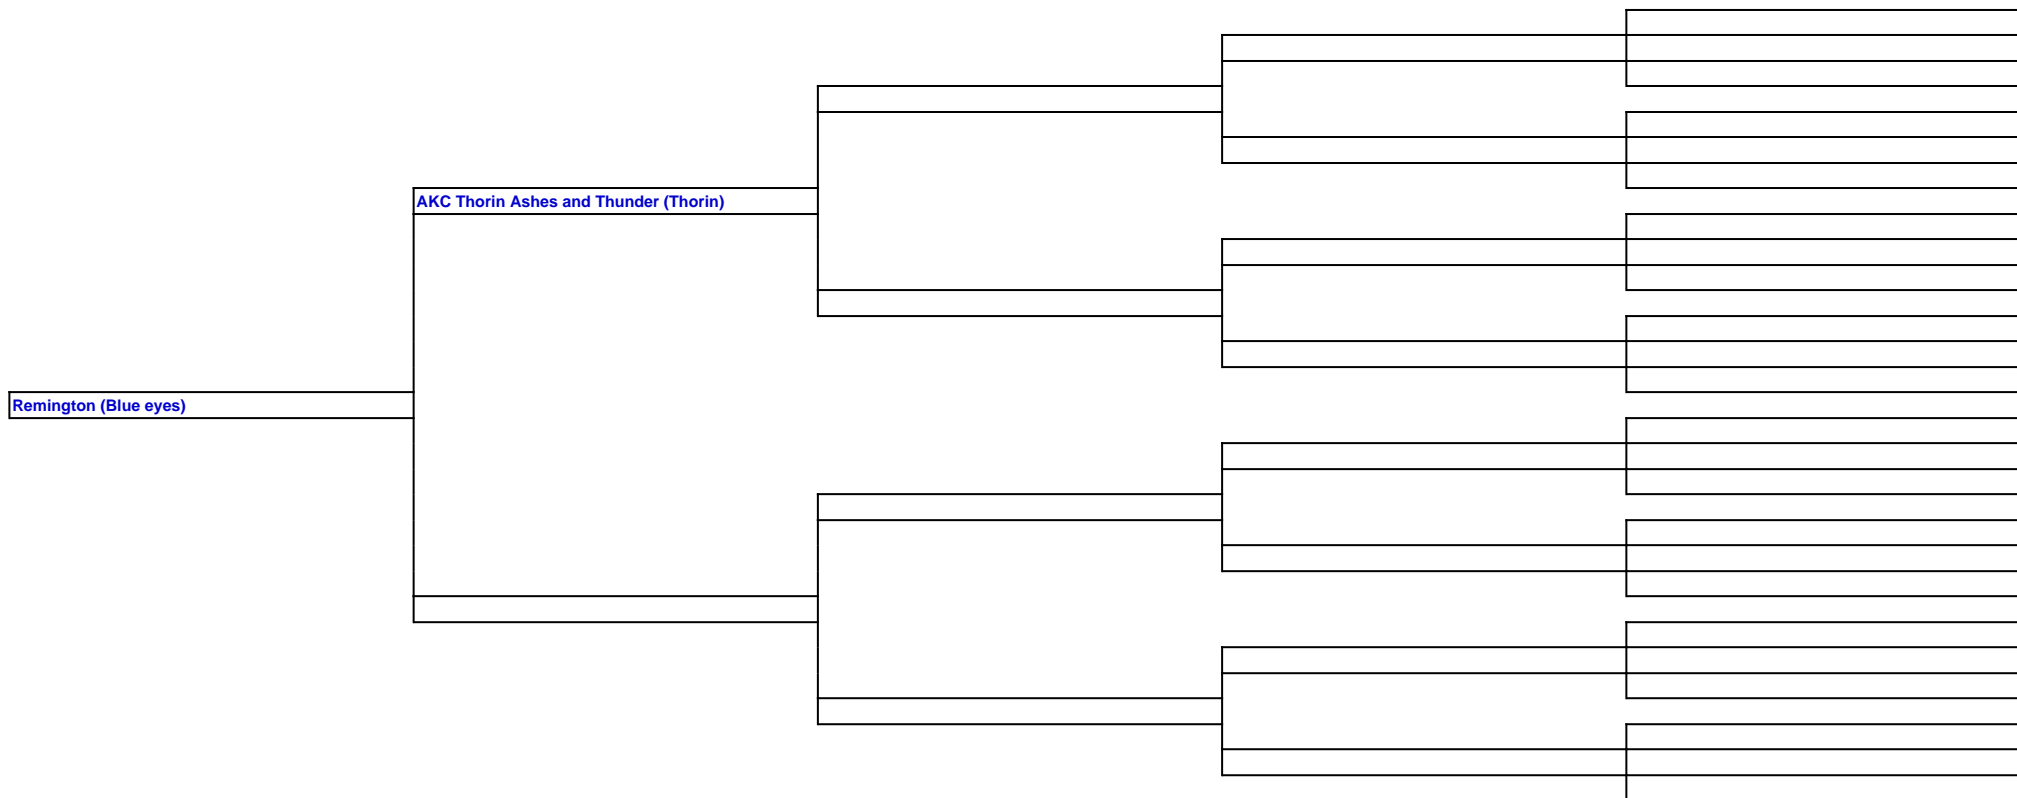 AKC Thorin Ashes and Thunder (Thorin)
Remington (Blue eyes)